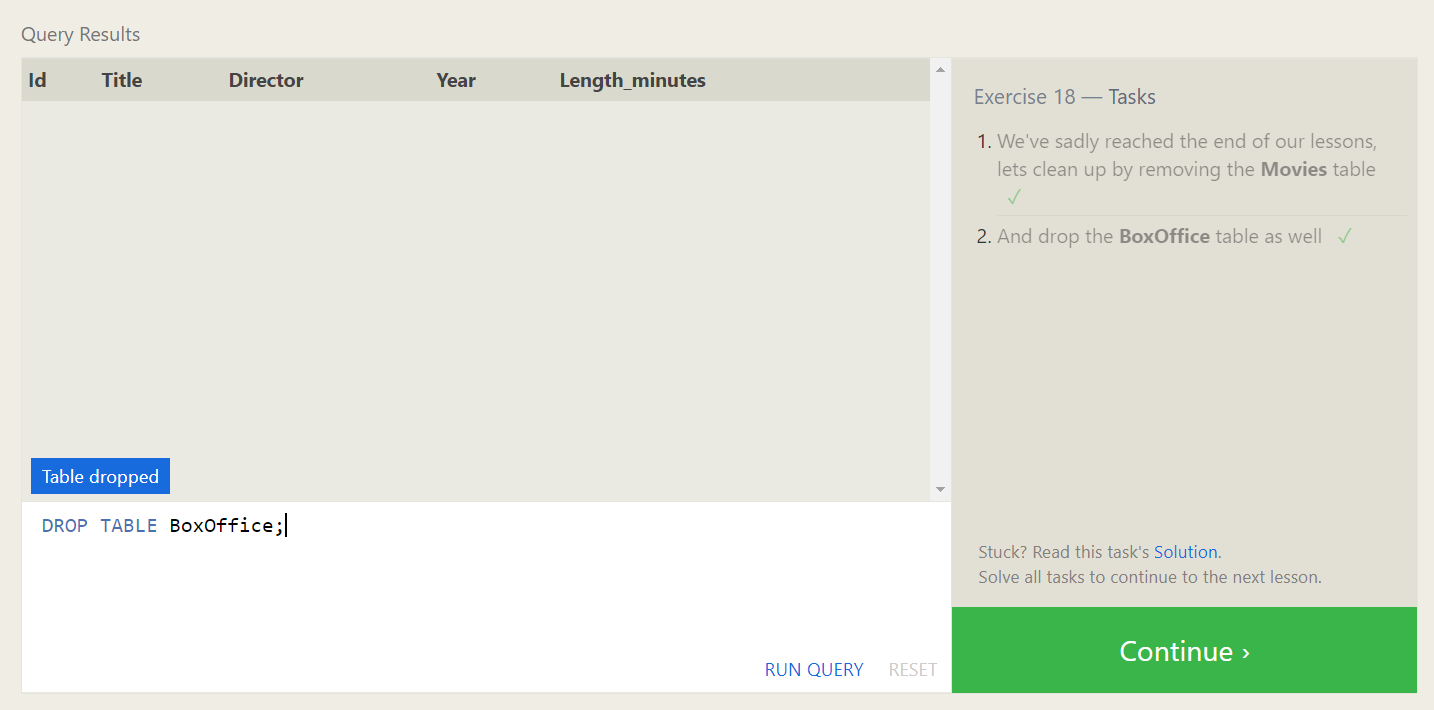 Query Results
Id Title Director Year Length_minutes
Table dropped
DROP TABLE BoxOffice;
RUN QUERY RESET
Exercise 18 — Tasks
1. We've sadly reached the end of our lessons,
lets clean up by removing the Movies table
✓
2. And drop the BoxOffice table as well ✓
Stuck? Read this task's Solution.
Solve all tasks to continue to the next lesson.
Continue ›